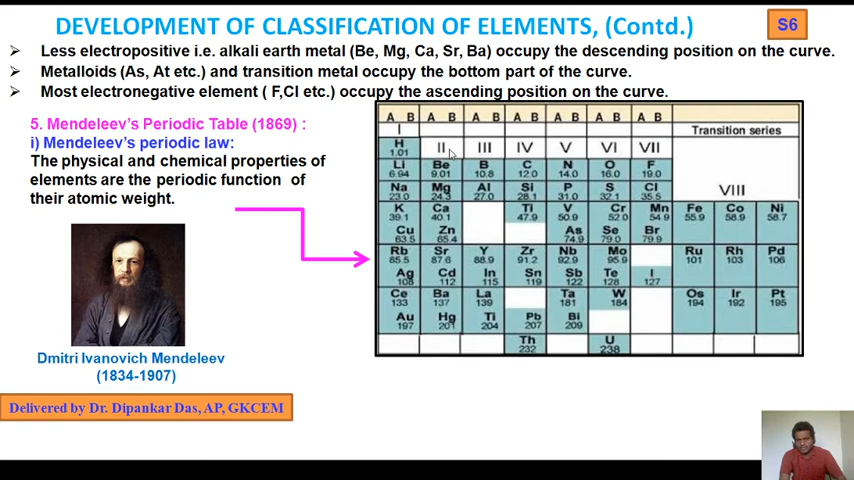 DEVELOPMENT OF CLASSIFICATION OF ELEMENTS, (Contd.)
S6
➢ Less electropositive i.e. alkali earth metal (Be, Mg, Ca, Sr, Ba) occupy the descending position on the curve.
➢ Metalloids (As, At etc.) and transition metal occupy the bottom part of the curve.
➢ Most electronegative element ( F,Cl etc.) occupy the ascending position on the curve.
5. Mendeleev's Periodic Table (1869) :
i) Mendeleev's periodic law:
The physical and chemical properties of
elements are the periodic function of
their atomic weight.
Dmitri Ivanovich Mendeleev
(1834-1907)
Delivered by Dr. Dipankar Das, AP, GKCEM
A B A B A B A B A B A B A B
I II III IV V VI VII Transition series
VIII
H
1.01
Li Be B C N O F
6.94 9.01 10.8 12.0 14.0 16.0 19.0
Na Mg Al Si P S Cl
23.0 24.3 27.0 28.1 31.0 32.1 35.5
K Ca Ti V Cr Mn Fe Co Ni
39.1 40.1 47.9 50.9 52.0 54.9 55.9 58.9 58.7
Cu Zn As Se Br
63.5 65.4 74.9 79.0 79.9
Rb Sr Y Zr Nb Mo Ru Rh Pd
85.5 87.6 88.9 91.2 92.9 95.9 101 103 106
Ag Cd In Sn Sb Te I
108 112 115 119 122 128 127
Ce Ba La Ta W Os Ir Pt
133 137 139 181 184 194 192 195
Au Hg Ti Pb Bi
197 201 204 207 209
Th U
232 238